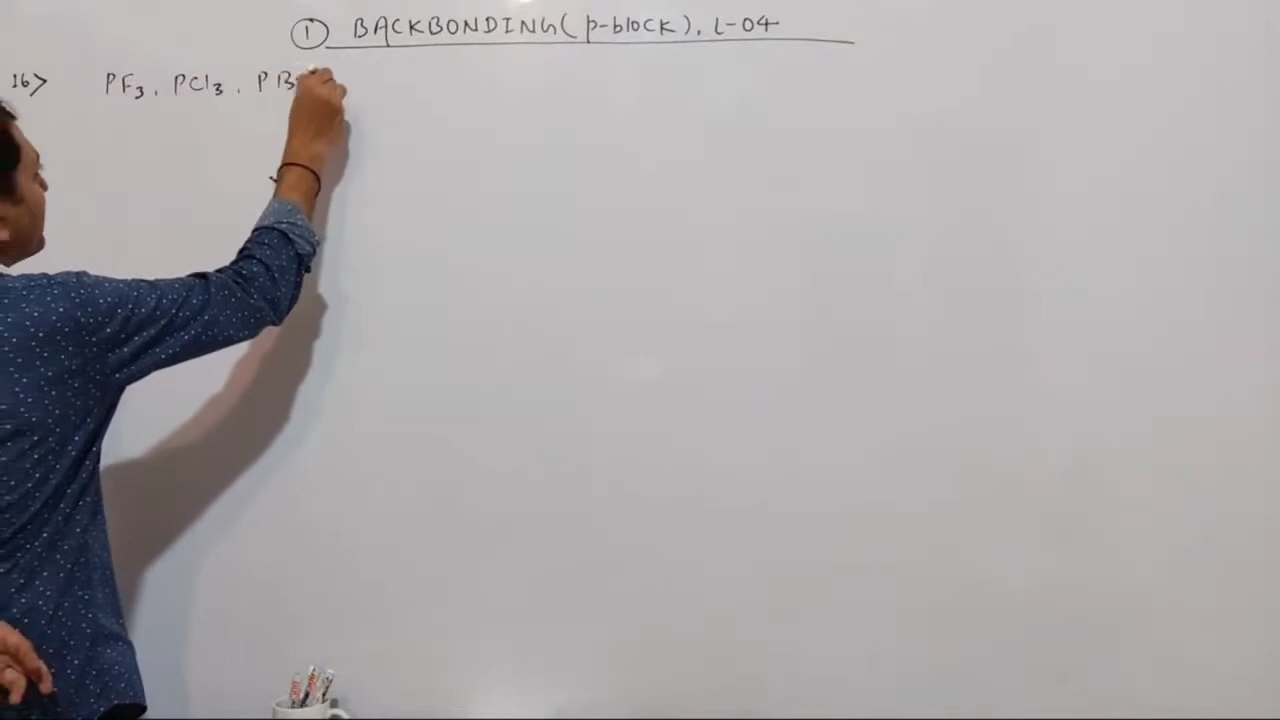 ① BACKBONDING (p-block), L-04
16> PF₃, PCl₃, PB